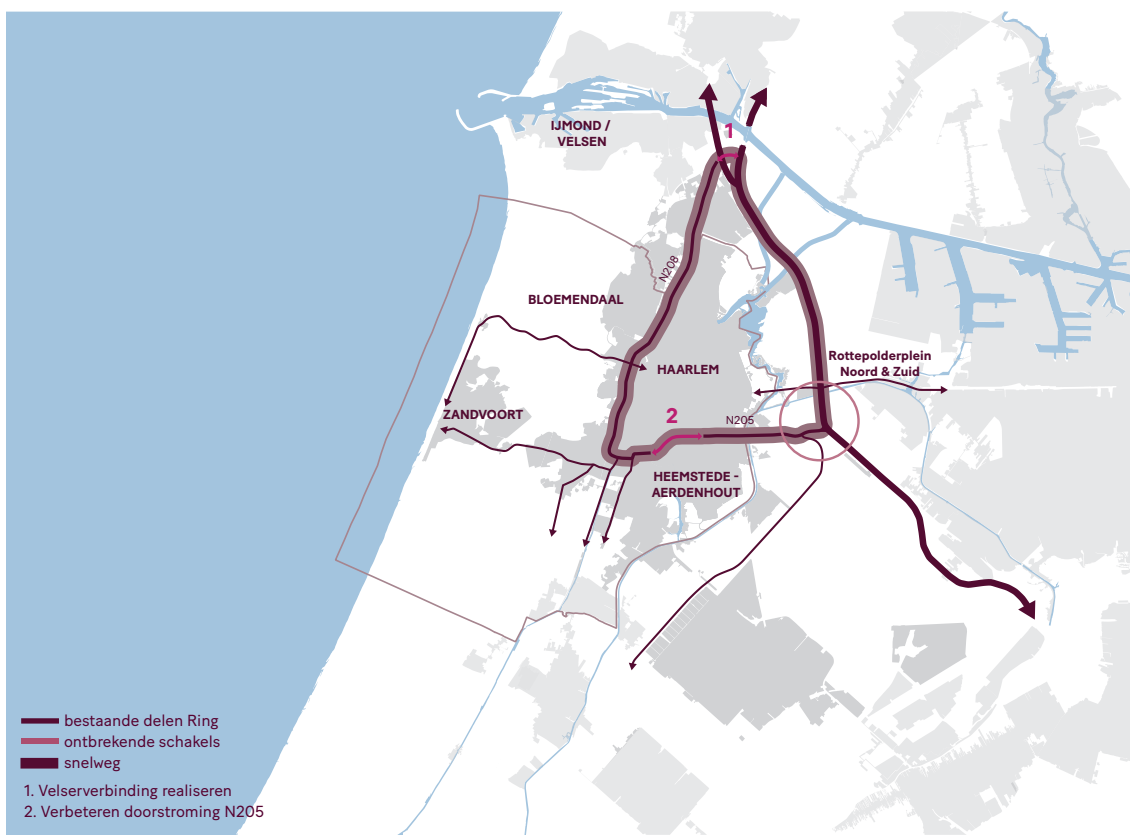 IJMOND /
VELSEN
1
N208
BLOEMENDAAL
Rottepolderplein
Noord & Zuid
HAARLEM
ZANDVOORT
2
N205
HEEMSTEDE -
AERDENHOUT
bestaande delen Ring
ontbrekende schakels
snelweg
1. Velserverbinding realiseren
2. Verbeteren doorstroming N205